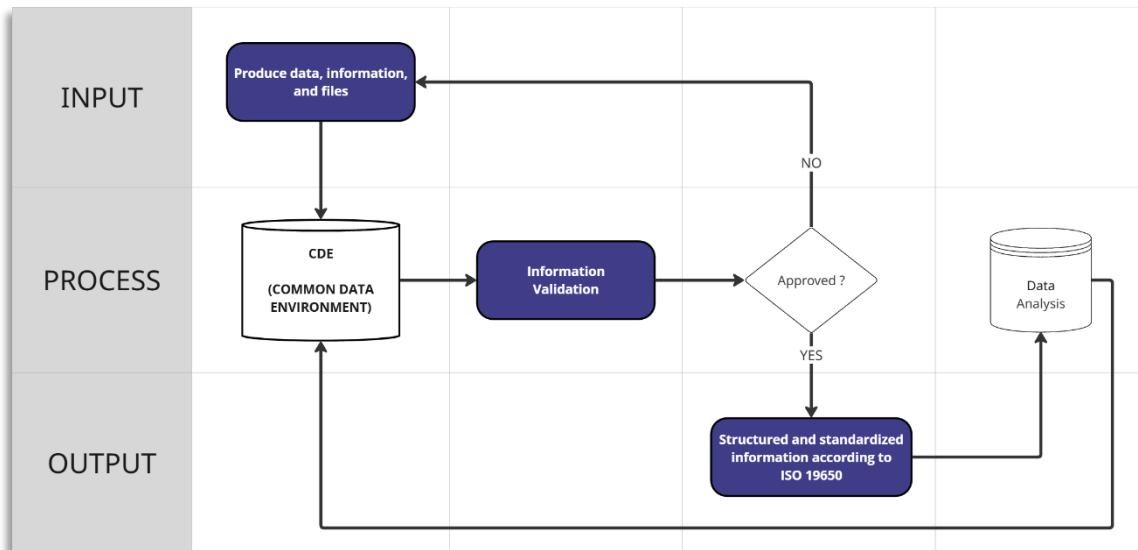 INPUT
Produce data, information,
and files
NO
PROCESS
CDE
(COMMON DATA
ENVIRONMENT)
Information
Validation
Approved ?
Data
Analysis
YES
OUTPUT
Structured and standardized
information according to
ISO 19650